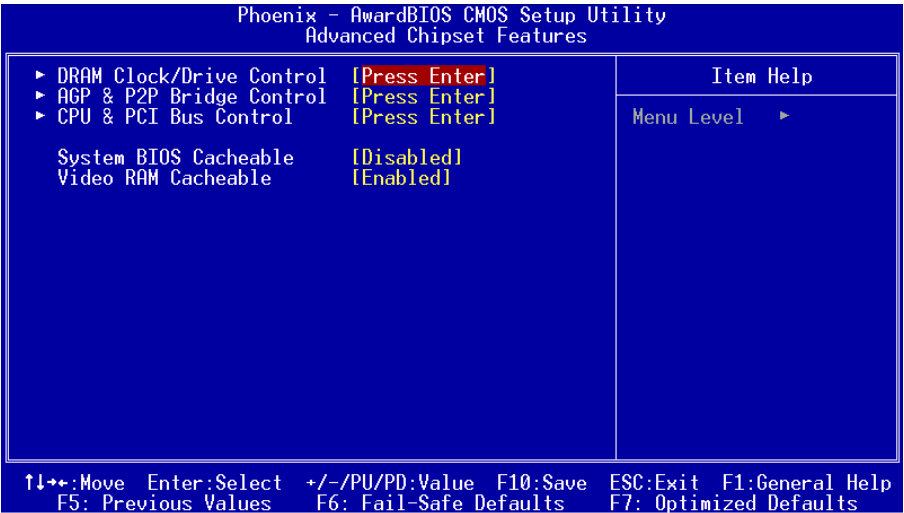 Phoenix - AwardBIOS CMOS Setup Utility
Advanced Chipset Features
► DRAM Clock/Drive Control [Press Enter]
► AGP & P2P Bridge Control [Press Enter]
► CPU & PCI Bus Control [Press Enter]
System BIOS Cacheable [Disabled]
Video RAM Cacheable [Enabled]
Item Help
Menu Level ►
↑↓→←:Move Enter:Select +/-/PU/PD:Value F10:Save ESC:Exit F1:General Help
F5: Previous Values F6: Fail-Safe Defaults F7: Optimized Defaults